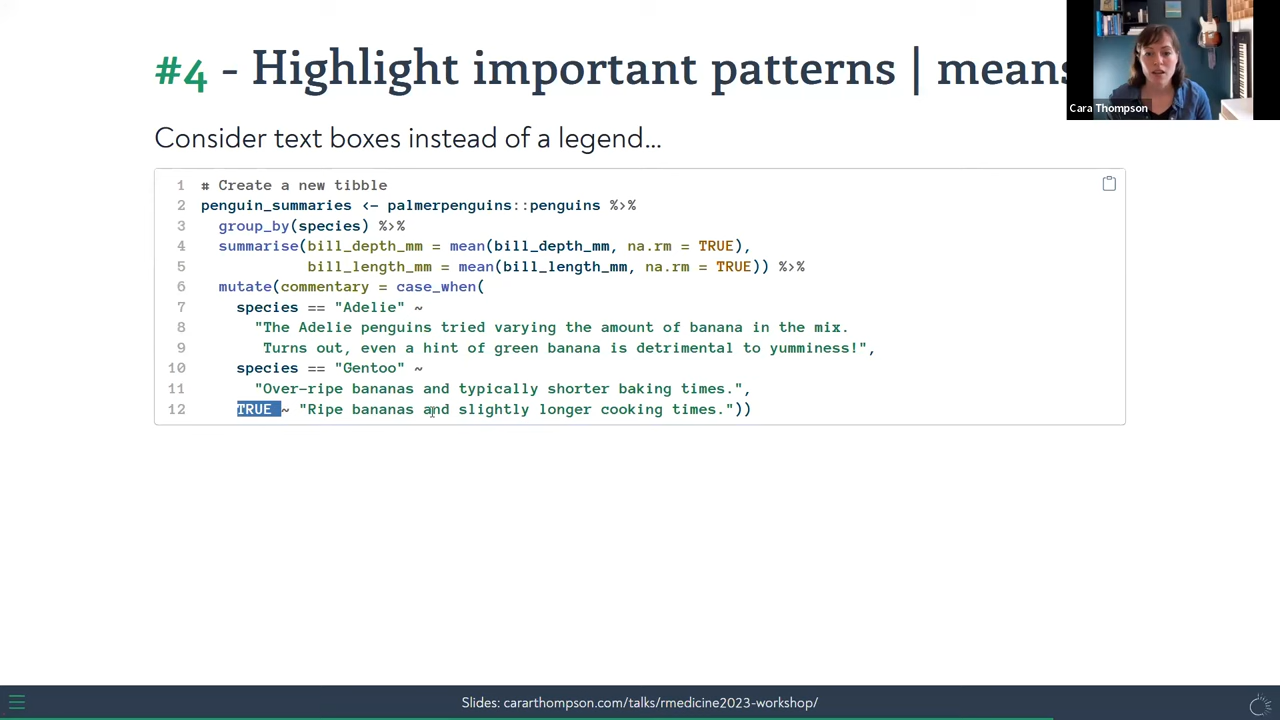 #4 - Highlight important patterns | means
Cara Thompson
Consider text boxes instead of a legend...
1 # Create a new tibble
2 penguin_summaries <- palmerpenguins::penguins %>%
3   group_by(species) %>%
4   summarise(bill_depth_mm = mean(bill_depth_mm, na.rm = TRUE),
5             bill_length_mm = mean(bill_length_mm, na.rm = TRUE)) %>%
6   mutate(commentary = case_when(
7     species == "Adelie" ~
8       "The Adelie penguins tried varying the amount of banana in the mix.
9        Turns out, even a hint of green banana is detrimental to yumminess!",
10     species == "Gentoo" ~
11       "Over-ripe bananas and typically shorter baking times.",
12     TRUE ~ "Ripe bananas and slightly longer cooking times."))
Slides: cararthompson.com/talks/rmedicine2023-workshop/